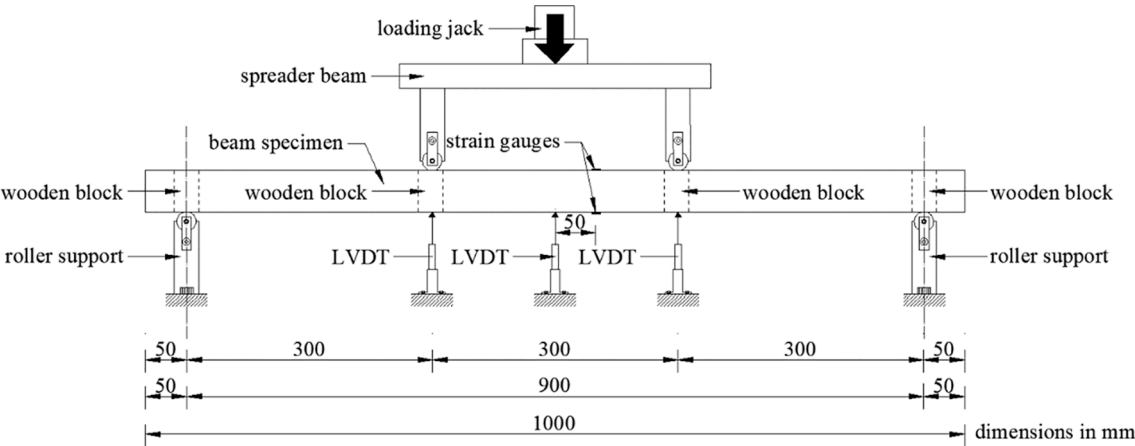 loading jack
spreader beam
beam specimen
strain gauges
wooden block
wooden block
wooden block
wooden block
50
roller support
LVDT
LVDT
LVDT
roller support
50
300
300
300
50
50
900
50
1000
dimensions in mm